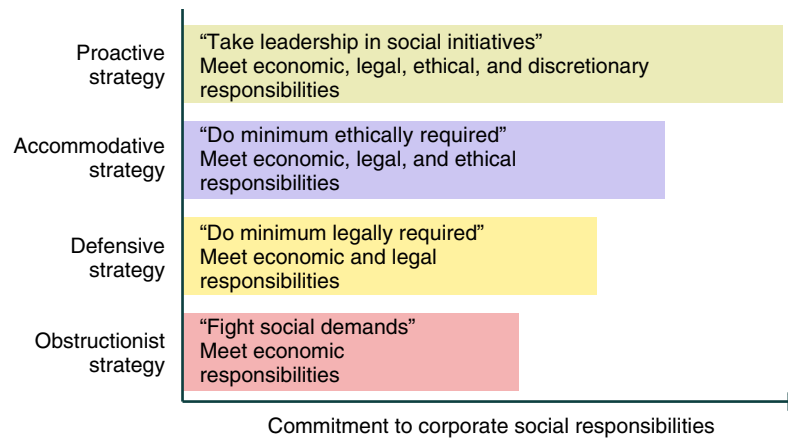 Proactive
strategy
“Take leadership in social initiatives”
Meet economic, legal, ethical, and discretionary
responsibilities
Accommodative
strategy
“Do minimum ethically required”
Meet economic, legal, and ethical
responsibilities
Defensive
strategy
“Do minimum legally required”
Meet economic and legal
responsibilities
Obstructionist
strategy
“Fight social demands”
Meet economic
responsibilities
Commitment to corporate social responsibilities